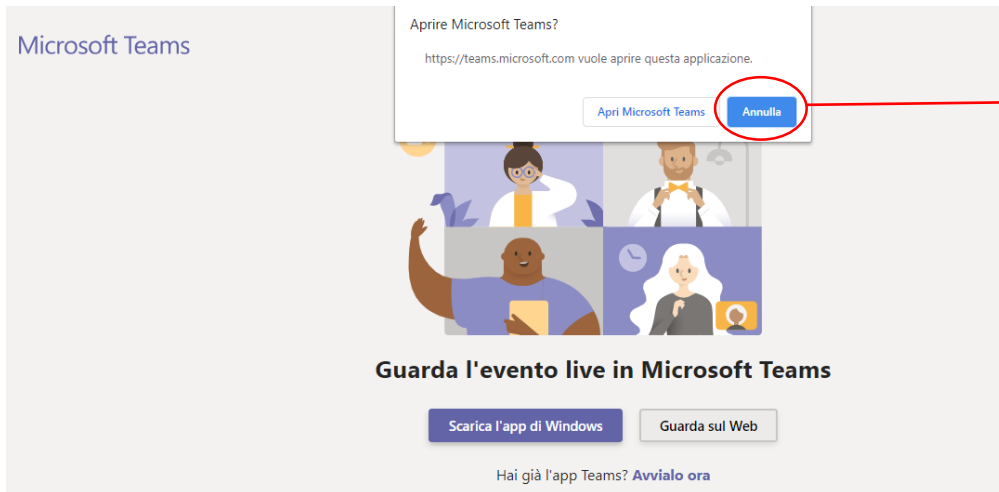 Microsoft Teams
Aprire Microsoft Teams?
https://teams.microsoft.com vuole aprire questa applicazione.
Apri Microsoft Teams
Annulla
Guarda l'evento live in Microsoft Teams
Scarica l'app di Windows
Guarda sul Web
Hai già l'app Teams? Avvialo ora